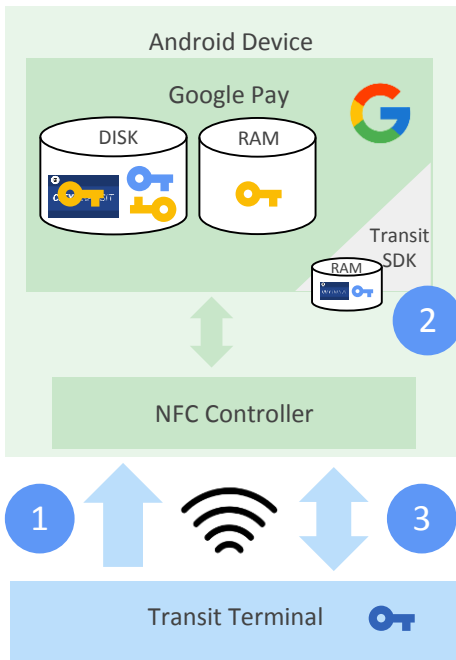 Android Device
Google Pay
DISK
RAM
Transit
SDK
RAM
2
NFC Controller
1
3
Transit Terminal